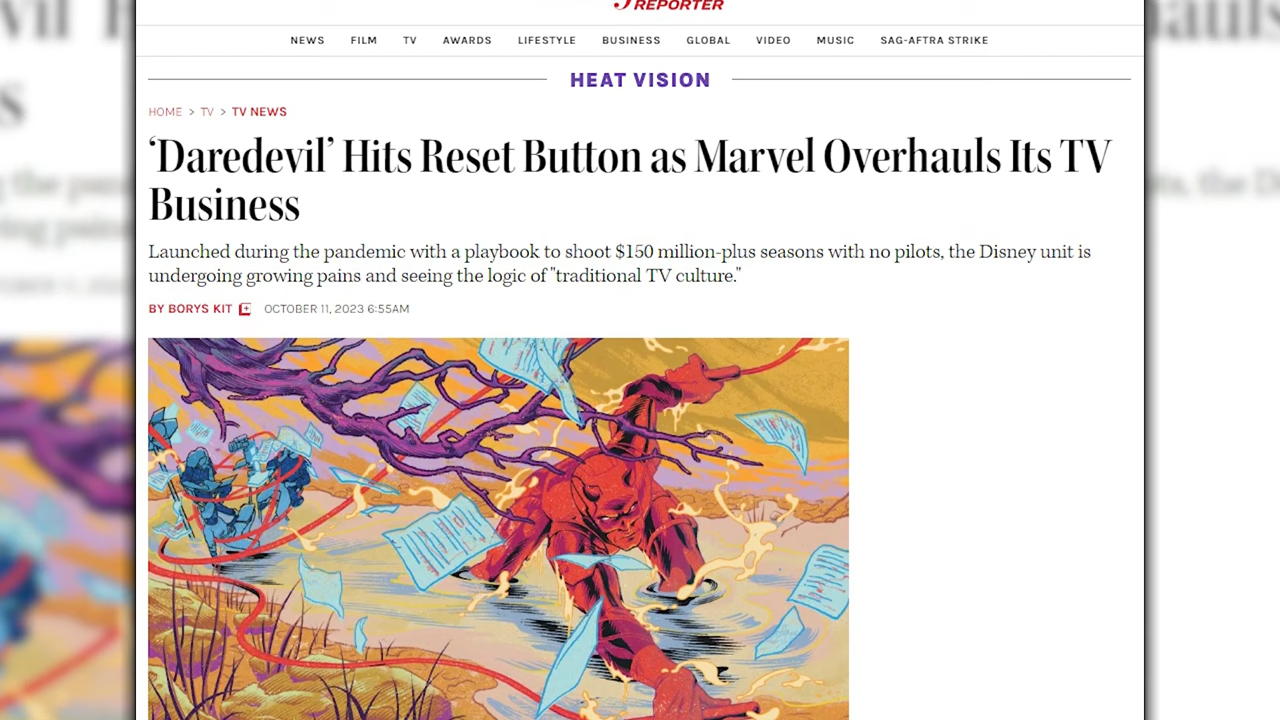 REPORTER
NEWS FILM TV AWARDS LIFESTYLE BUSINESS GLOBAL VIDEO MUSIC SAG-AFTRA STRIKE
HEAT VISION
HOME > TV > TV NEWS
‘Daredevil’ Hits Reset Button as Marvel Overhauls Its TV
Business
Launched during the pandemic with a playbook to shoot $150 million-plus seasons with no pilots, the Disney unit is
undergoing growing pains and seeing the logic of "traditional TV culture."
BY BORYS KIT OCTOBER 11, 2023 6:55AM